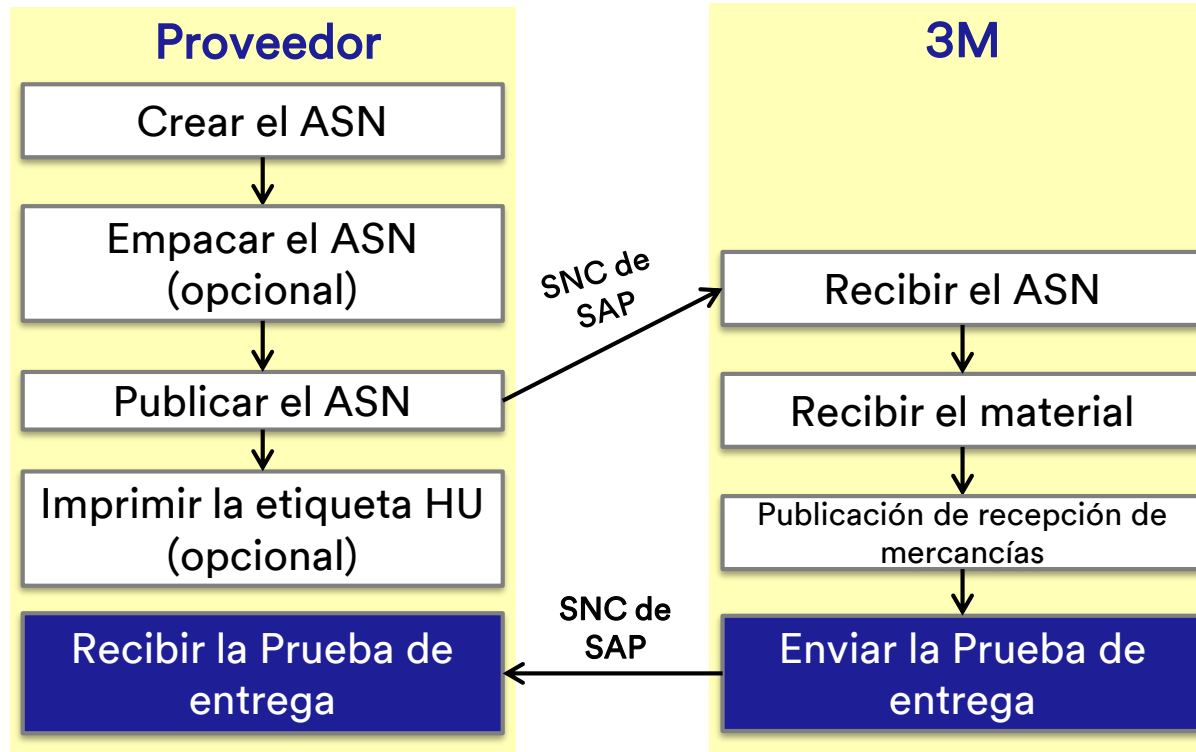 Proveedor
Crear el ASN
Empacar el ASN
(opcional)
Publicar el ASN
Imprimir la etiqueta HU
(opcional)
Recibir la Prueba de
entrega
SNC de
SAP
SNC de
SAP
3M
Recibir el ASN
Recibir el material
Publicación de recepción de
mercancías
Enviar la Prueba de
entrega